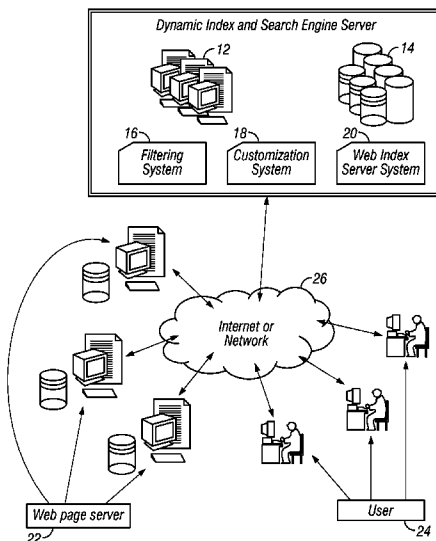 Dynamic Index and Search Engine Server
12
14
16
18
20
Filtering
System
Customization
System
Web Index
Server System
26
Internet or
Network
Web page server
22
User
24